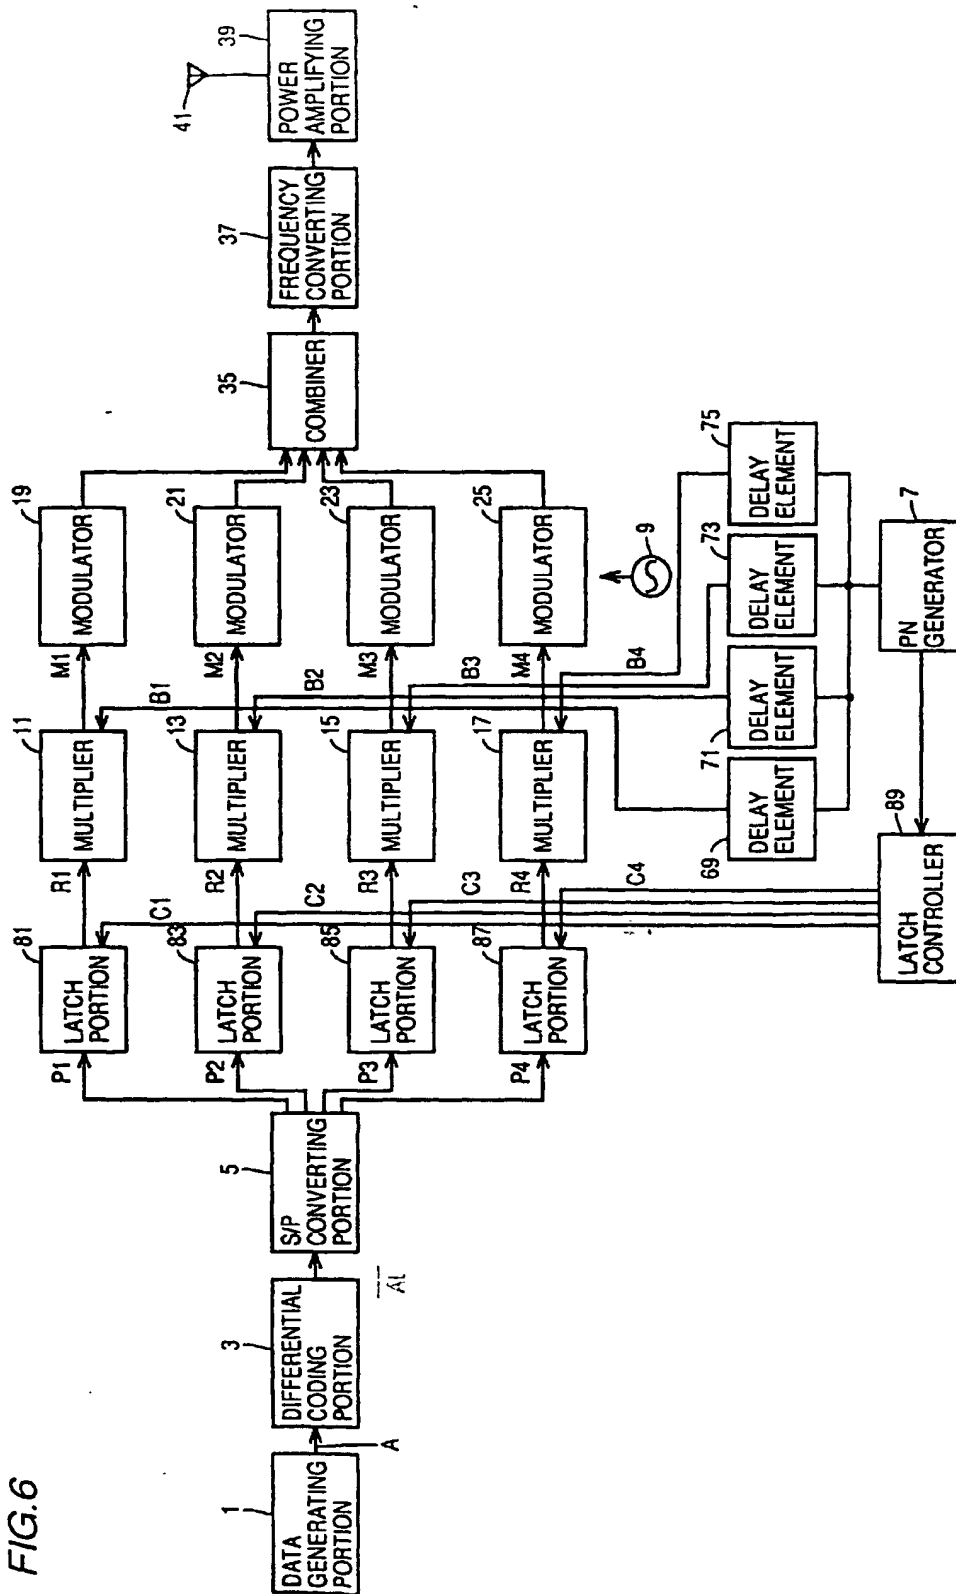 FIG.6
1
DATA
GENERATING
PORTION
A
3
DIFFERENTIAL
CODING
PORTION
5
S/P
CONVERTING
PORTION
P1
P2
P3
P4
81
LATCH
PORTION
83
LATCH
PORTION
85
LATCH
PORTION
87
LATCH
PORTION
C1
C2
C3
C4
R1
R2
R3
R4
11
MULTIPLIER
13
MULTIPLIER
15
MULTIPLIER
17
MULTIPLIER
B1
B2
B3
B4
M1
M2
M3
M4
19
MODULATOR
21
MODULATOR
23
MODULATOR
25
MODULATOR
9
35
COMBINER
37
FREQUENCY
CONVERTING
PORTION
39
POWER
AMPLIFYING
PORTION
41
69
DELAY
ELEMENT
71
DELAY
ELEMENT
73
DELAY
ELEMENT
75
DELAY
ELEMENT
89
LATCH
CONTROLLER
7
PN
GENERATOR